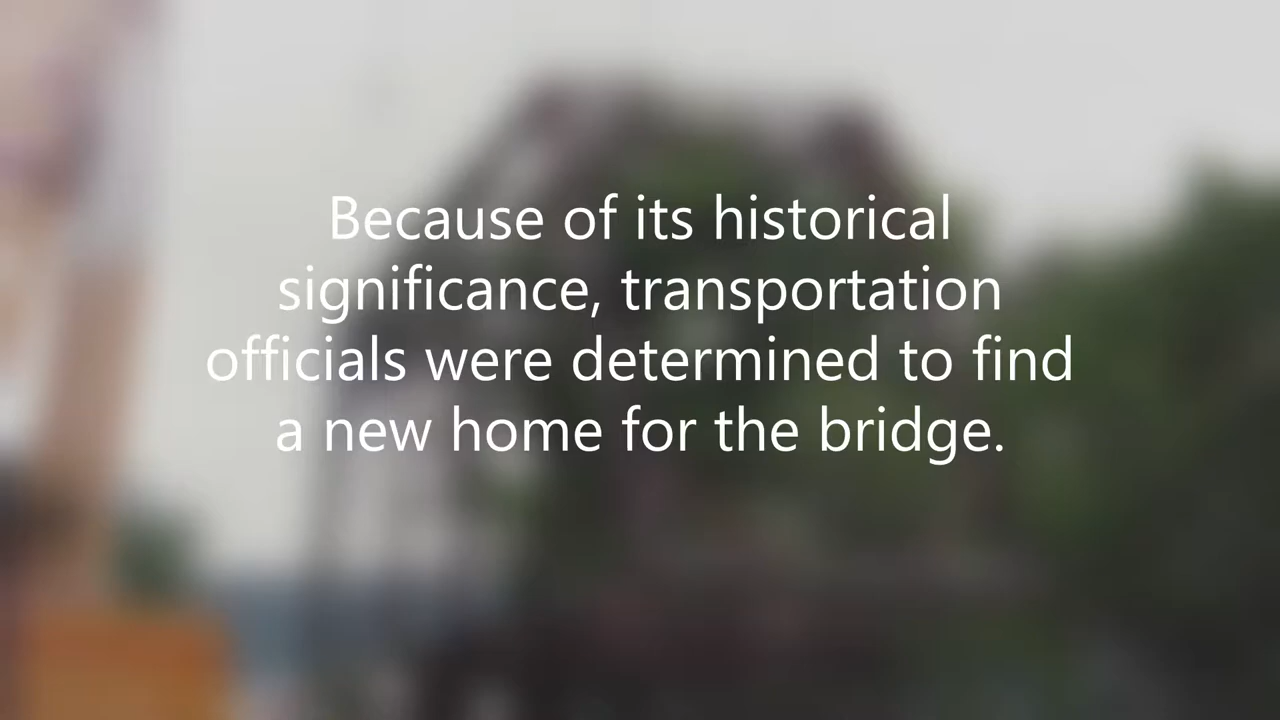 Because of its historical
significance, transportation
officials were determined to find
a new home for the bridge.